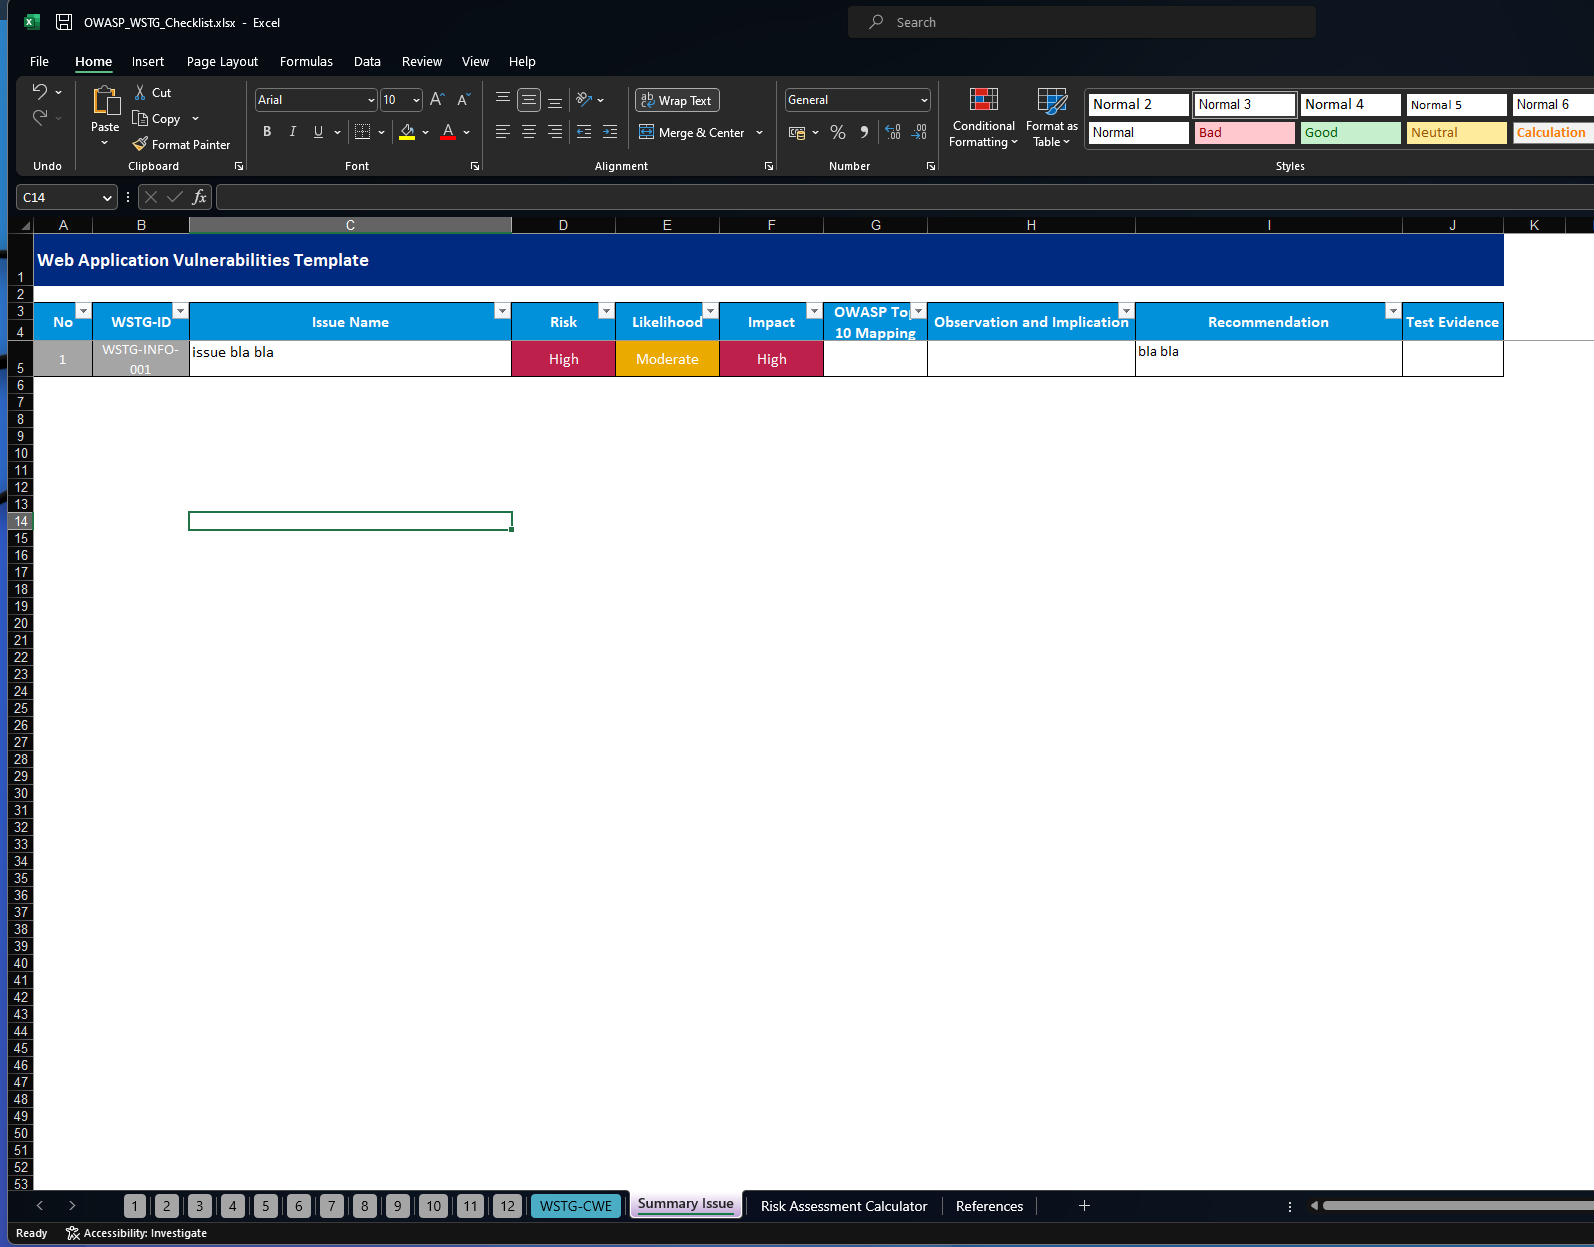 OWASP_WSTG_Checklist.xlsx - Excel
Search
File Home Insert Page Layout Formulas Data Review View Help
Paste
Cut
Copy
Format Painter
Arial 10
B I U
Wrap Text
Merge & Center
General
Conditional Formatting
Format as Table
Normal 2 Normal 3 Normal 4 Normal 5 Normal 6
Normal Bad Good Neutral Calculation
Undo Clipboard Font Alignment Number Styles
C14 fx
A B C D E F G H I J K
1 Web Application Vulnerabilities Template
2
3
4
No WSTG-ID Issue Name Risk Likelihood Impact OWASP To 10 Mapping Observation and Implication Recommendation Test Evidence
5 1 WSTG-INFO-001 issue bla bla High Moderate High bla bla
6
7
8
9
10
11
12
13
14
15
16
17
18
19
20
21
22
23
24
25
26
27
28
29
30
31
32
33
34
35
36
37
38
39
40
41
42
43
44
45
46
47
48
49
50
51
52
53
1 2 3 4 5 6 7 8 9 10 11 12 WSTG-CWE Summary Issue Risk Assessment Calculator References
Ready Accessibility: Investigate